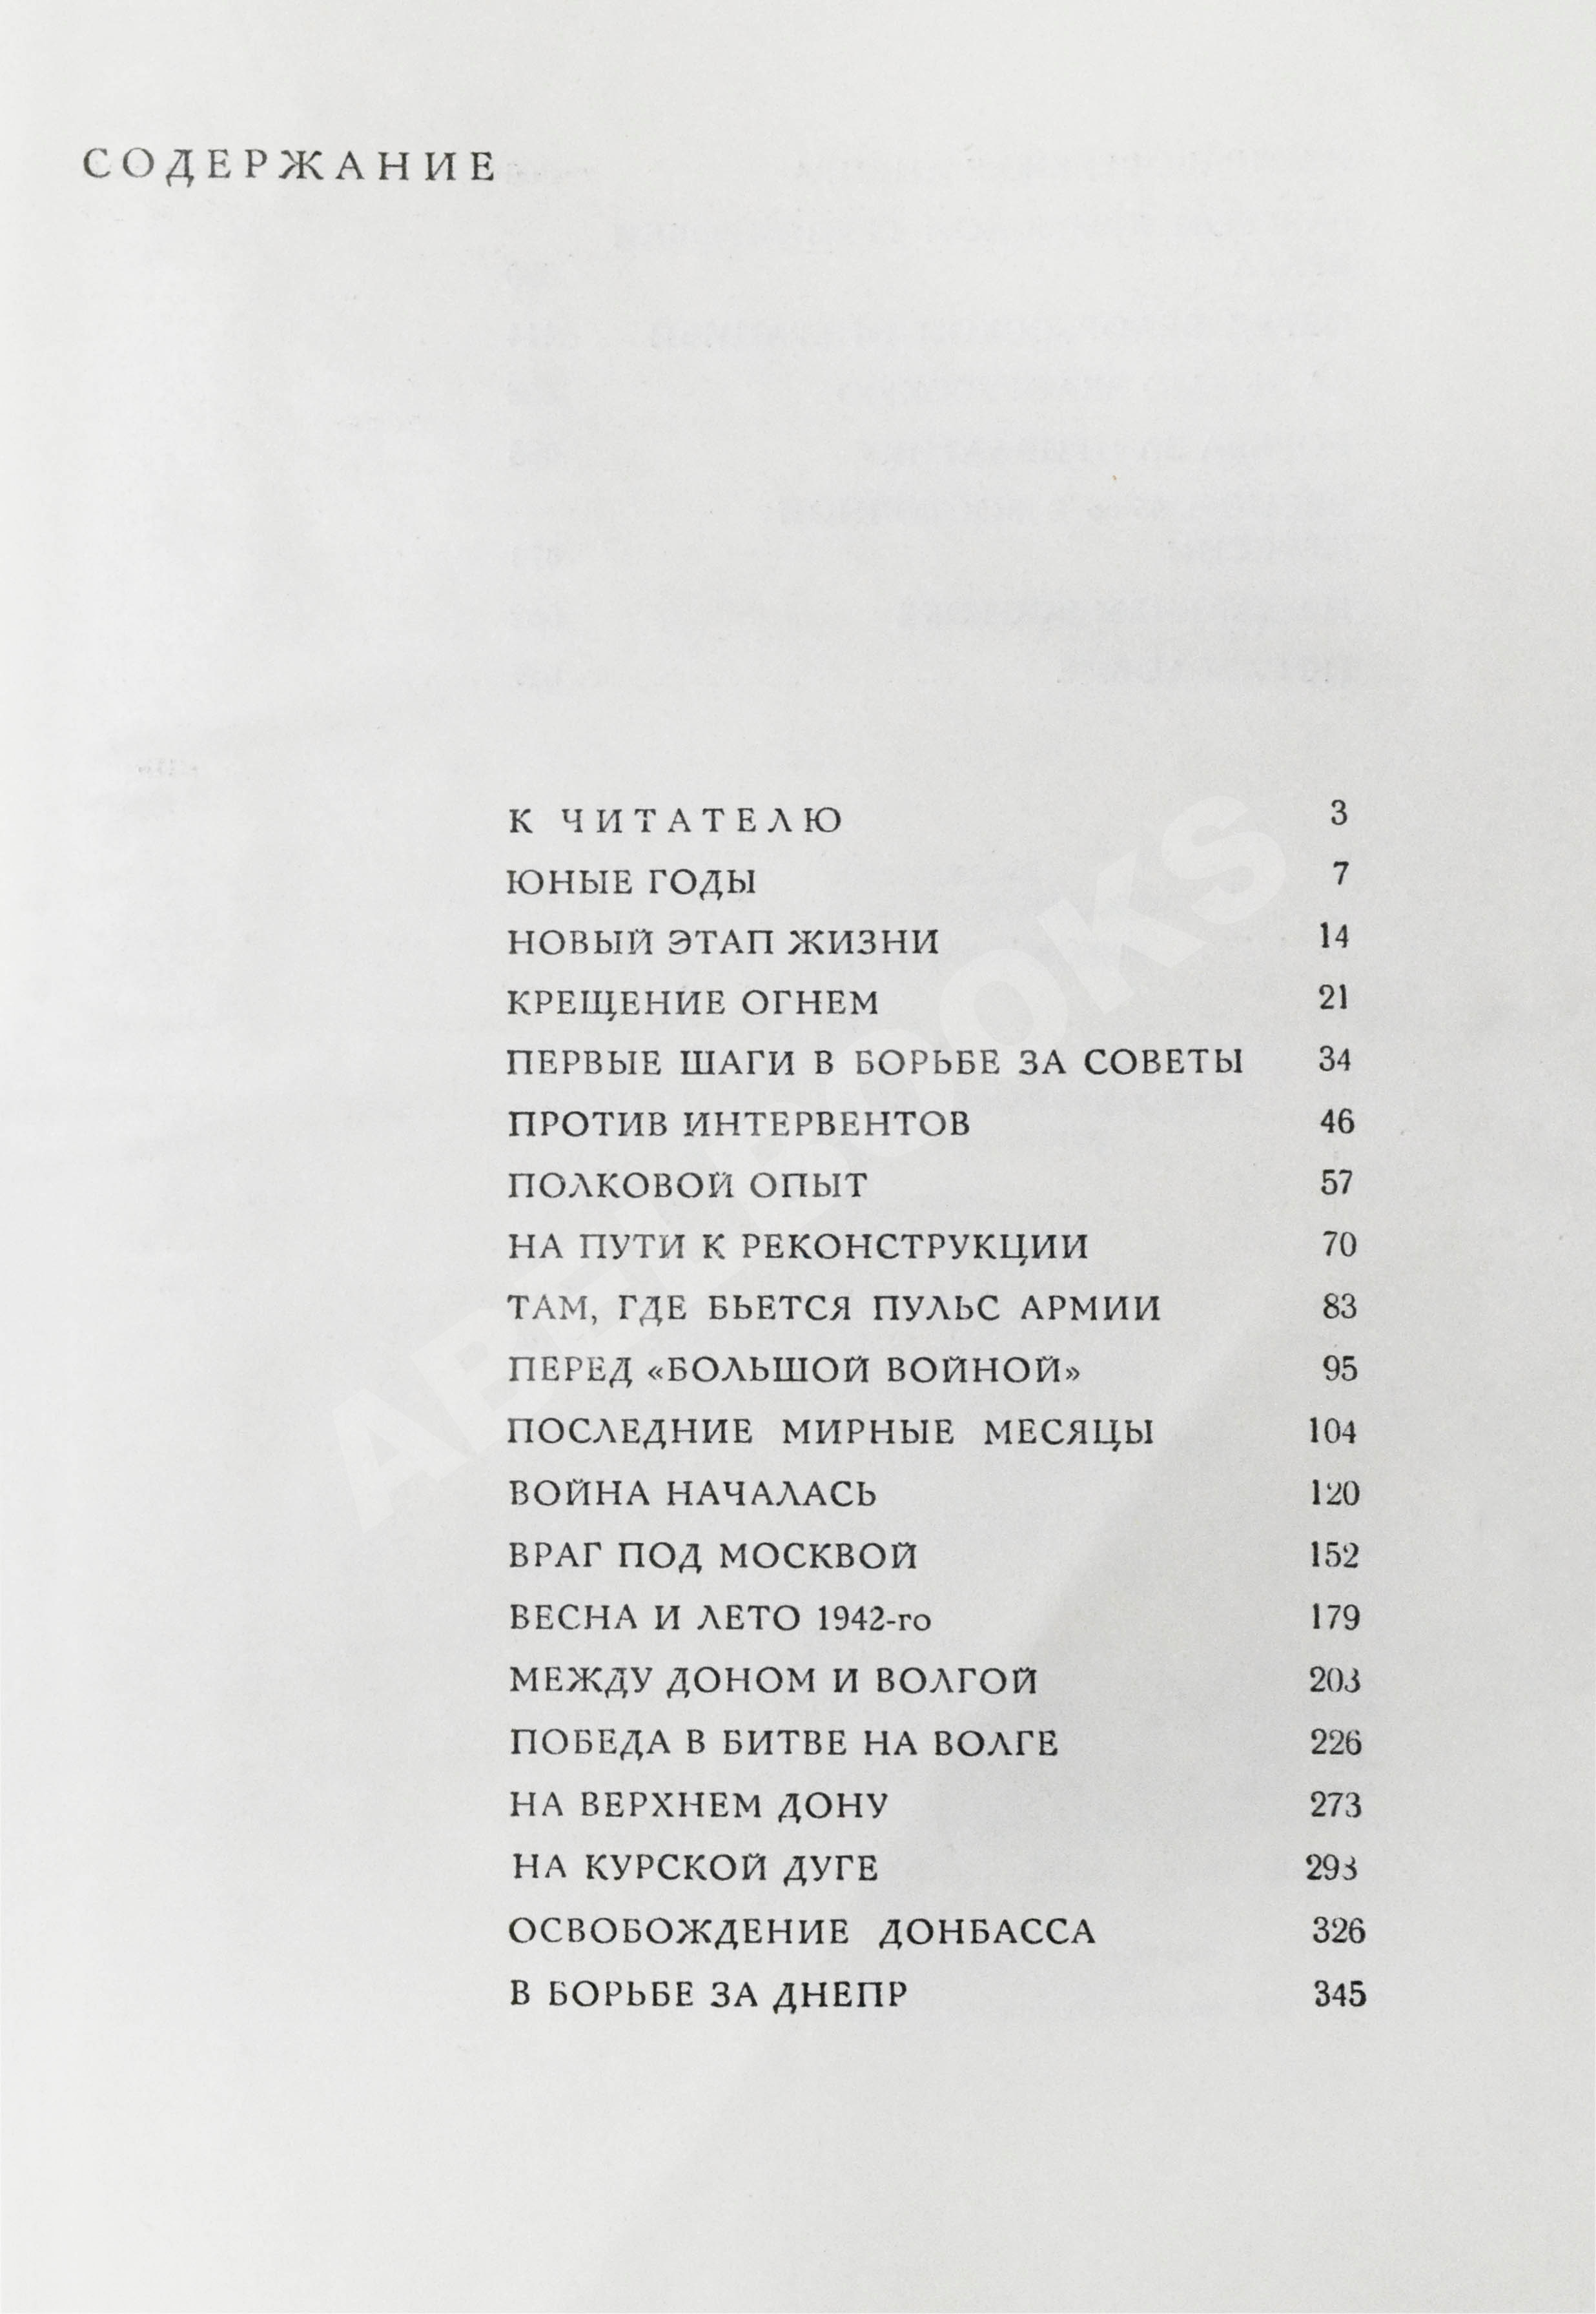 СОДЕРЖАНИЕ
К ЧИТАТЕЛЮ 3
ЮНЫЕ ГОДЫ 7
НОВЫЙ ЭТАП ЖИЗНИ 14
КРЕЩЕНИЕ ОГНЕМ 21
ПЕРВЫЕ ШАГИ В БОРЬБЕ ЗА СОВЕТЫ 34
ПРОТИВ ИНТЕРВЕНТОВ 46
ПОЛКОВОЙ ОПЫТ 57
НА ПУТИ К РЕКОНСТРУКЦИИ 70
ТАМ, ГДЕ БЬЕТСЯ ПУЛЬС АРМИИ 83
ПЕРЕД «БОЛЬШОЙ ВОЙНОЙ» 95
ПОСЛЕДНИЕ МИРНЫЕ МЕСЯЦЫ 104
ВОЙНА НАЧАЛАСЬ 120
ВРАГ ПОД МОСКВОЙ 152
ВЕСНА И ЛЕТО 1942-го 179
МЕЖДУ ДОНОМ И ВОЛГОЙ 203
ПОБЕДА В БИТВЕ НА ВОЛГЕ 226
НА ВЕРХНЕМ ДОНУ 273
НА КУРСКОЙ ДУГЕ 293
ОСВОБОЖДЕНИЕ ДОНБАССА 326
В БОРЬБЕ ЗА ДНЕПР 345